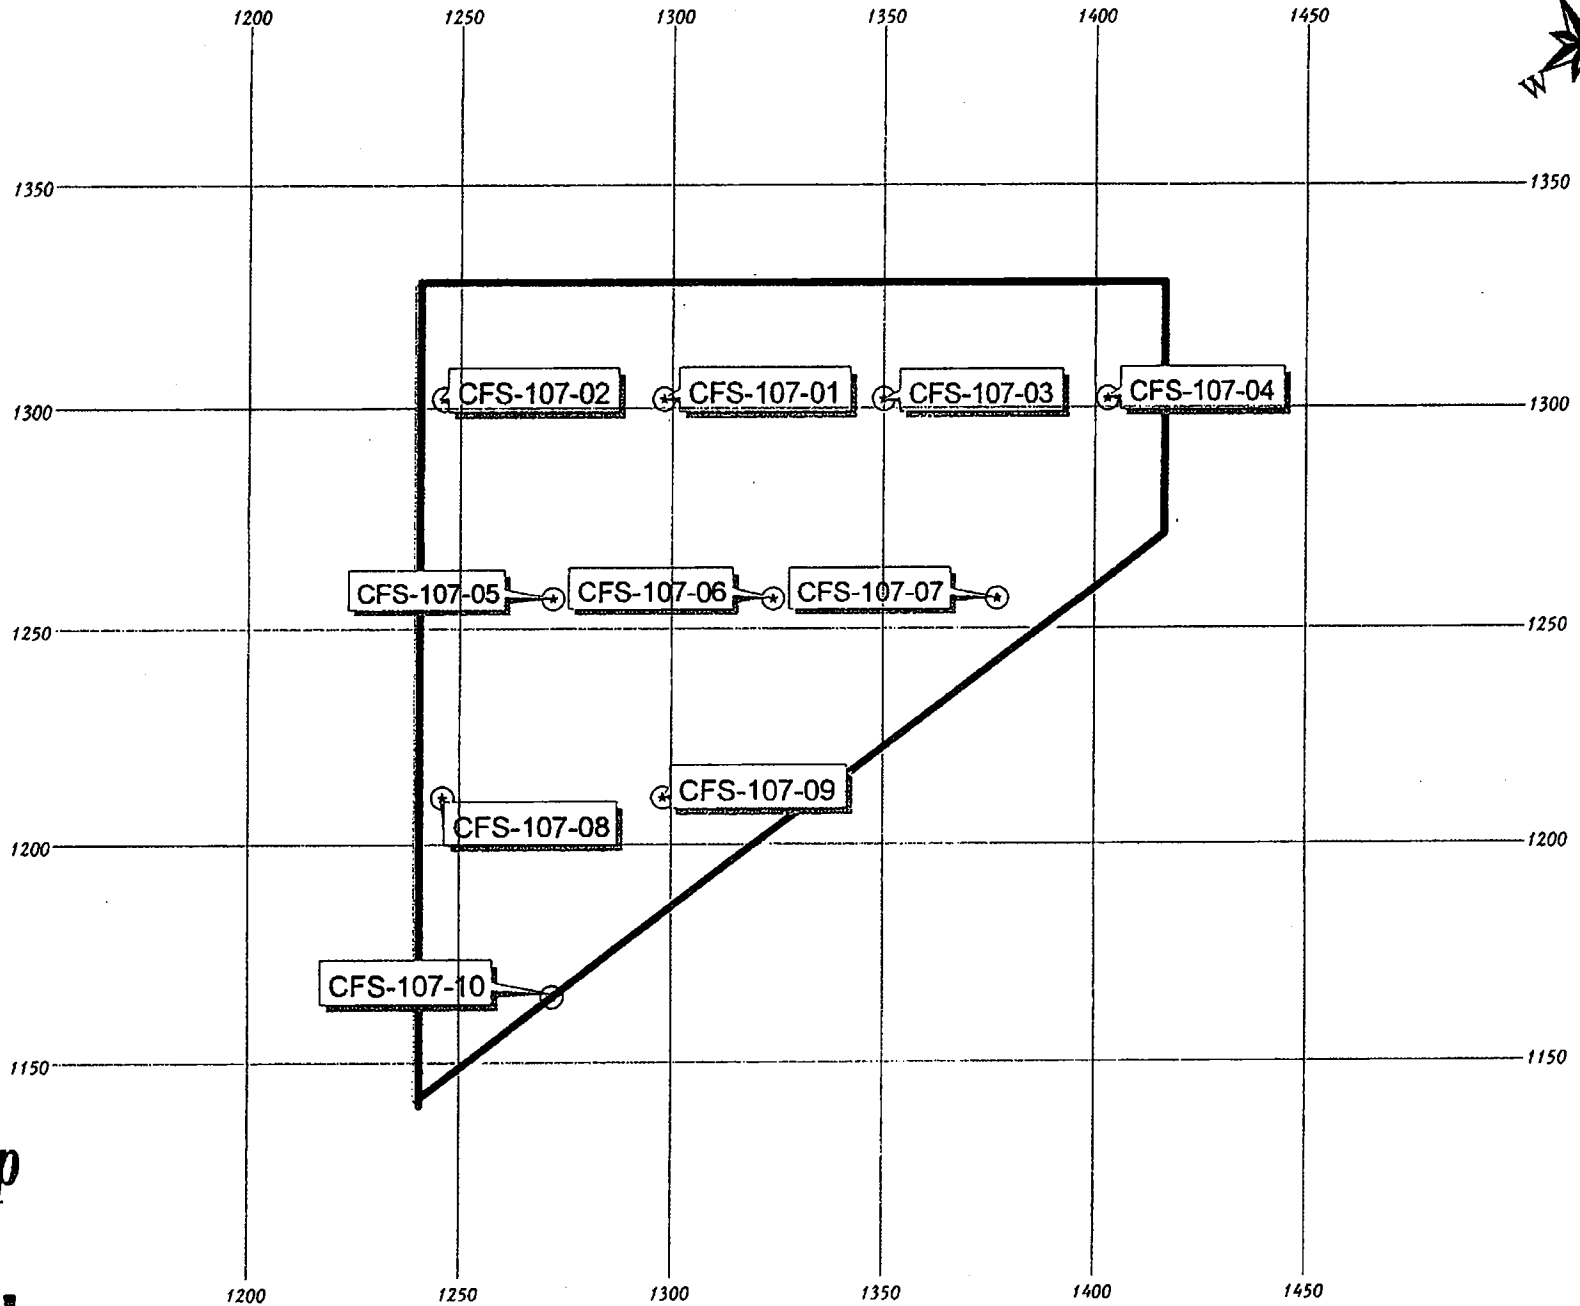 1200 1250 1300 1350 1400 1450
W
1350 1350
CFS-107-02 CFS-107-01 CFS-107-03 CFS-107-04
1300 1300
CFS-107-05 CFS-107-06 CFS-107-07
1250 1250
CFS-107-09
CFS-107-08
1200 1200
CFS-107-10
1150 1150
p
1200 1250 1300 1350 1400 1450